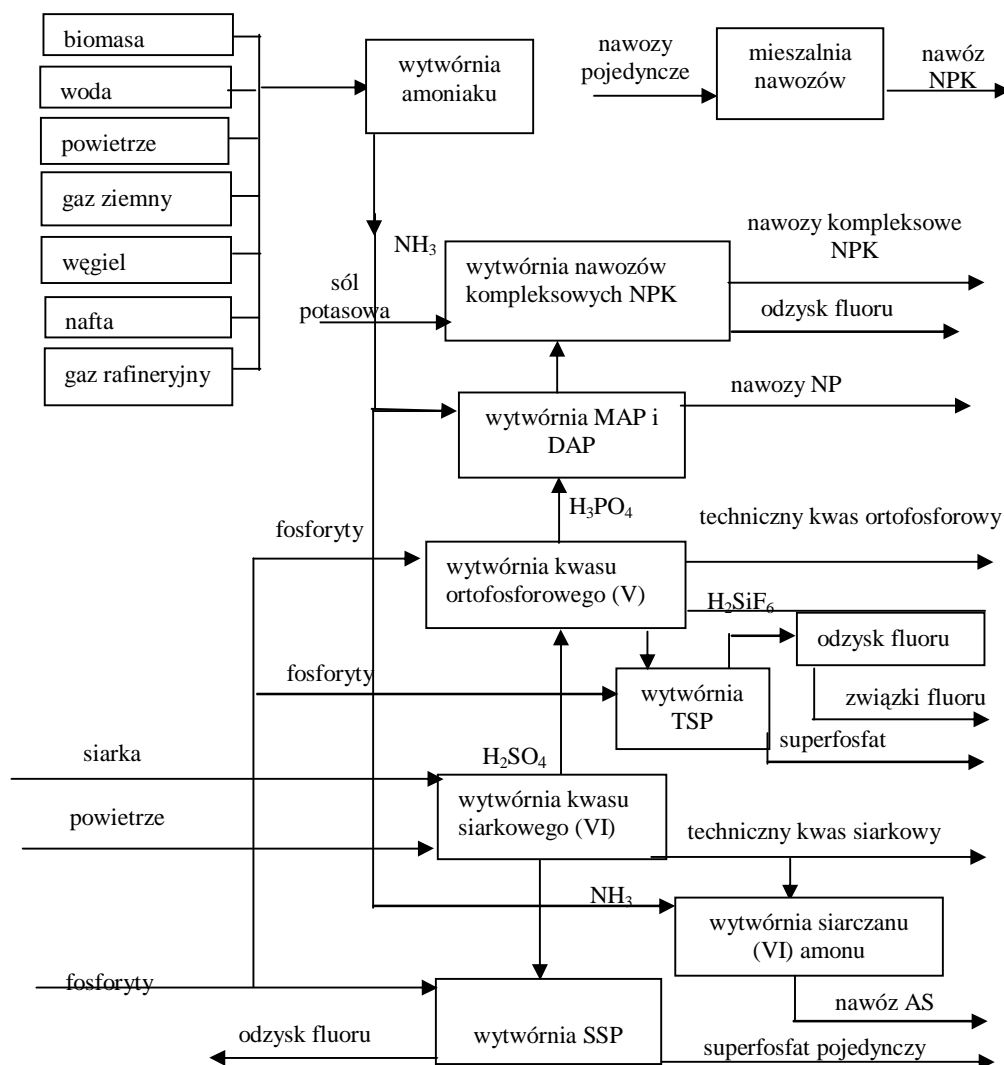 biomasa
woda
powietrze
gaz ziemny
węgiel
nafta
gaz rafineryjny
wytwórnia
amoniaku
nawozy
pojedyncze
mieszalnia
nawozów
nawóz
NPK
NH₃
sól
potasowa
wytwórnia nawozów
kompleksowych NPK
nawozy kompleksowe
NPK
odzysk fluoru
wytwórnia MAP i
DAP
nawozy NP
H₃PO₄
fosforyty
wytwórnia kwasu
ortofosforowego (V)
techniczny kwas ortofosforowy
H₂SiF₆
odzysk fluoru
fosforyty
wytwórnia
TSP
związki fluoru
superfosfat
siarka
H₂SO₄
powietrze
wytwórnia kwasu
siarkowego (VI)
techniczny kwas siarkowy
NH₃
wytwórnia siarczanu
(VI) amonu
fosforyty
nawóz AS
odzysk fluoru
wytwórnia SSP
superfosfat pojedynczy